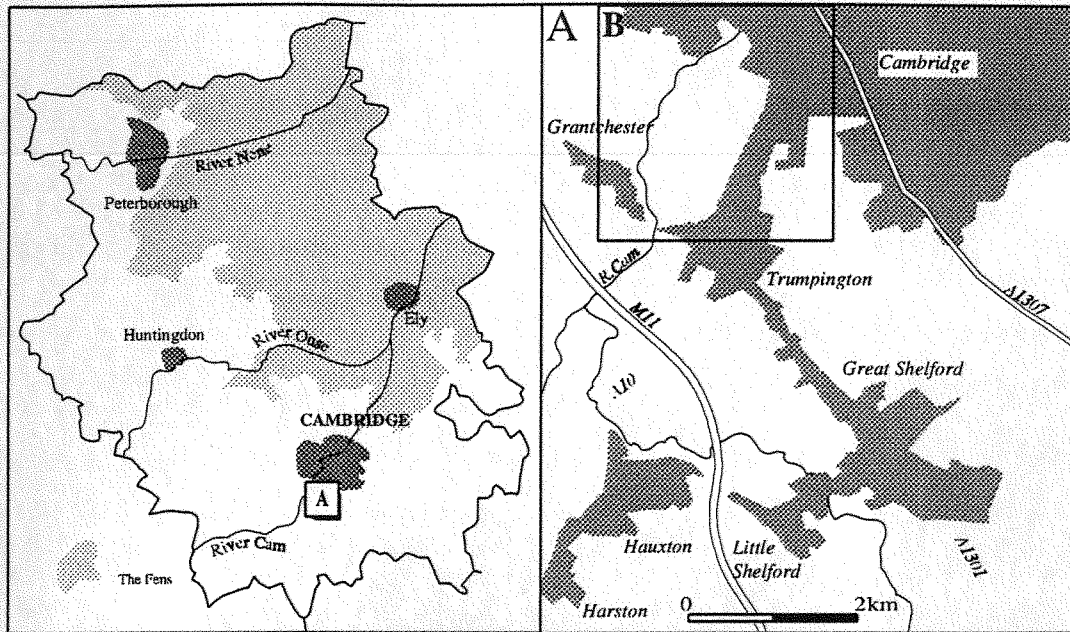 River Nene
Peterborough
Huntingdon
River Ouse
Ely
CAMBRIDGE
A
River Cam
The Fens
A
B
Cambridge
Grantchester
R.Cam
Trumpington
M11
A1307
Great Shelford
A10
Hauxton
Little
Shelford
A1301
Harston
0
2km